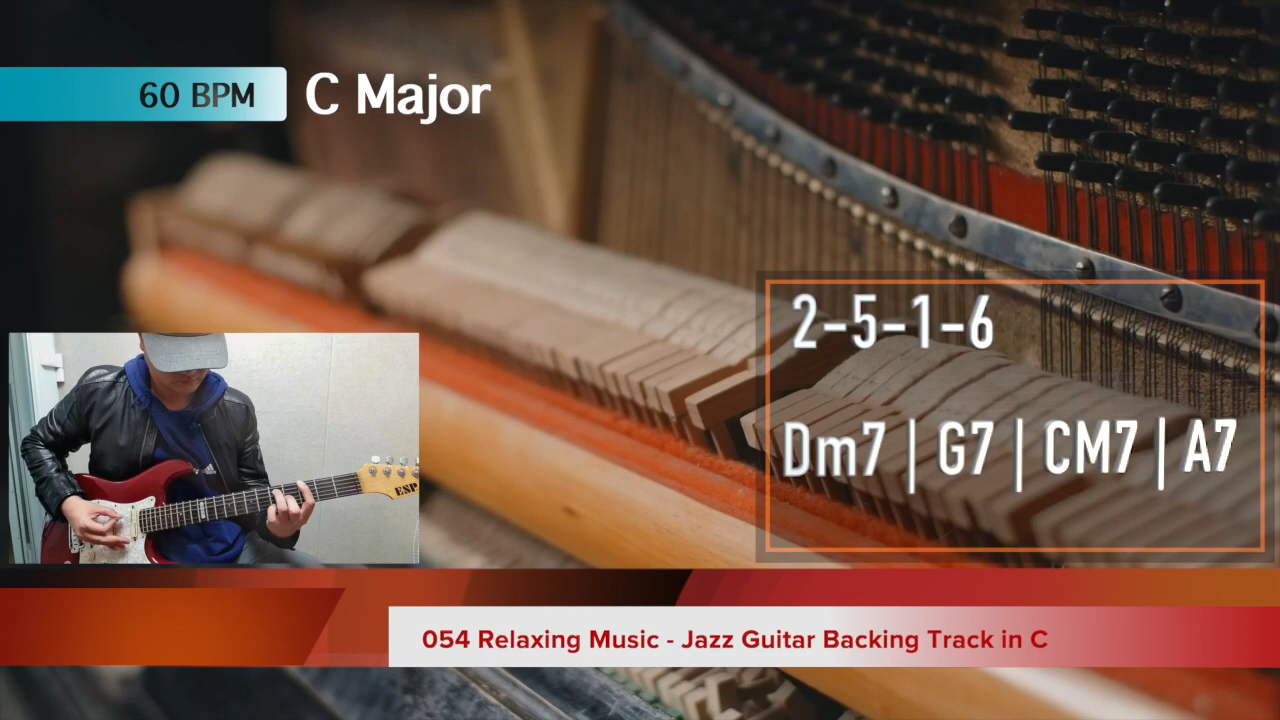 60 BPM
C Major
2-5-1-6
Dm7 | G7 | CM7 | A7
ESP
054 Relaxing Music - Jazz Guitar Backing Track in C